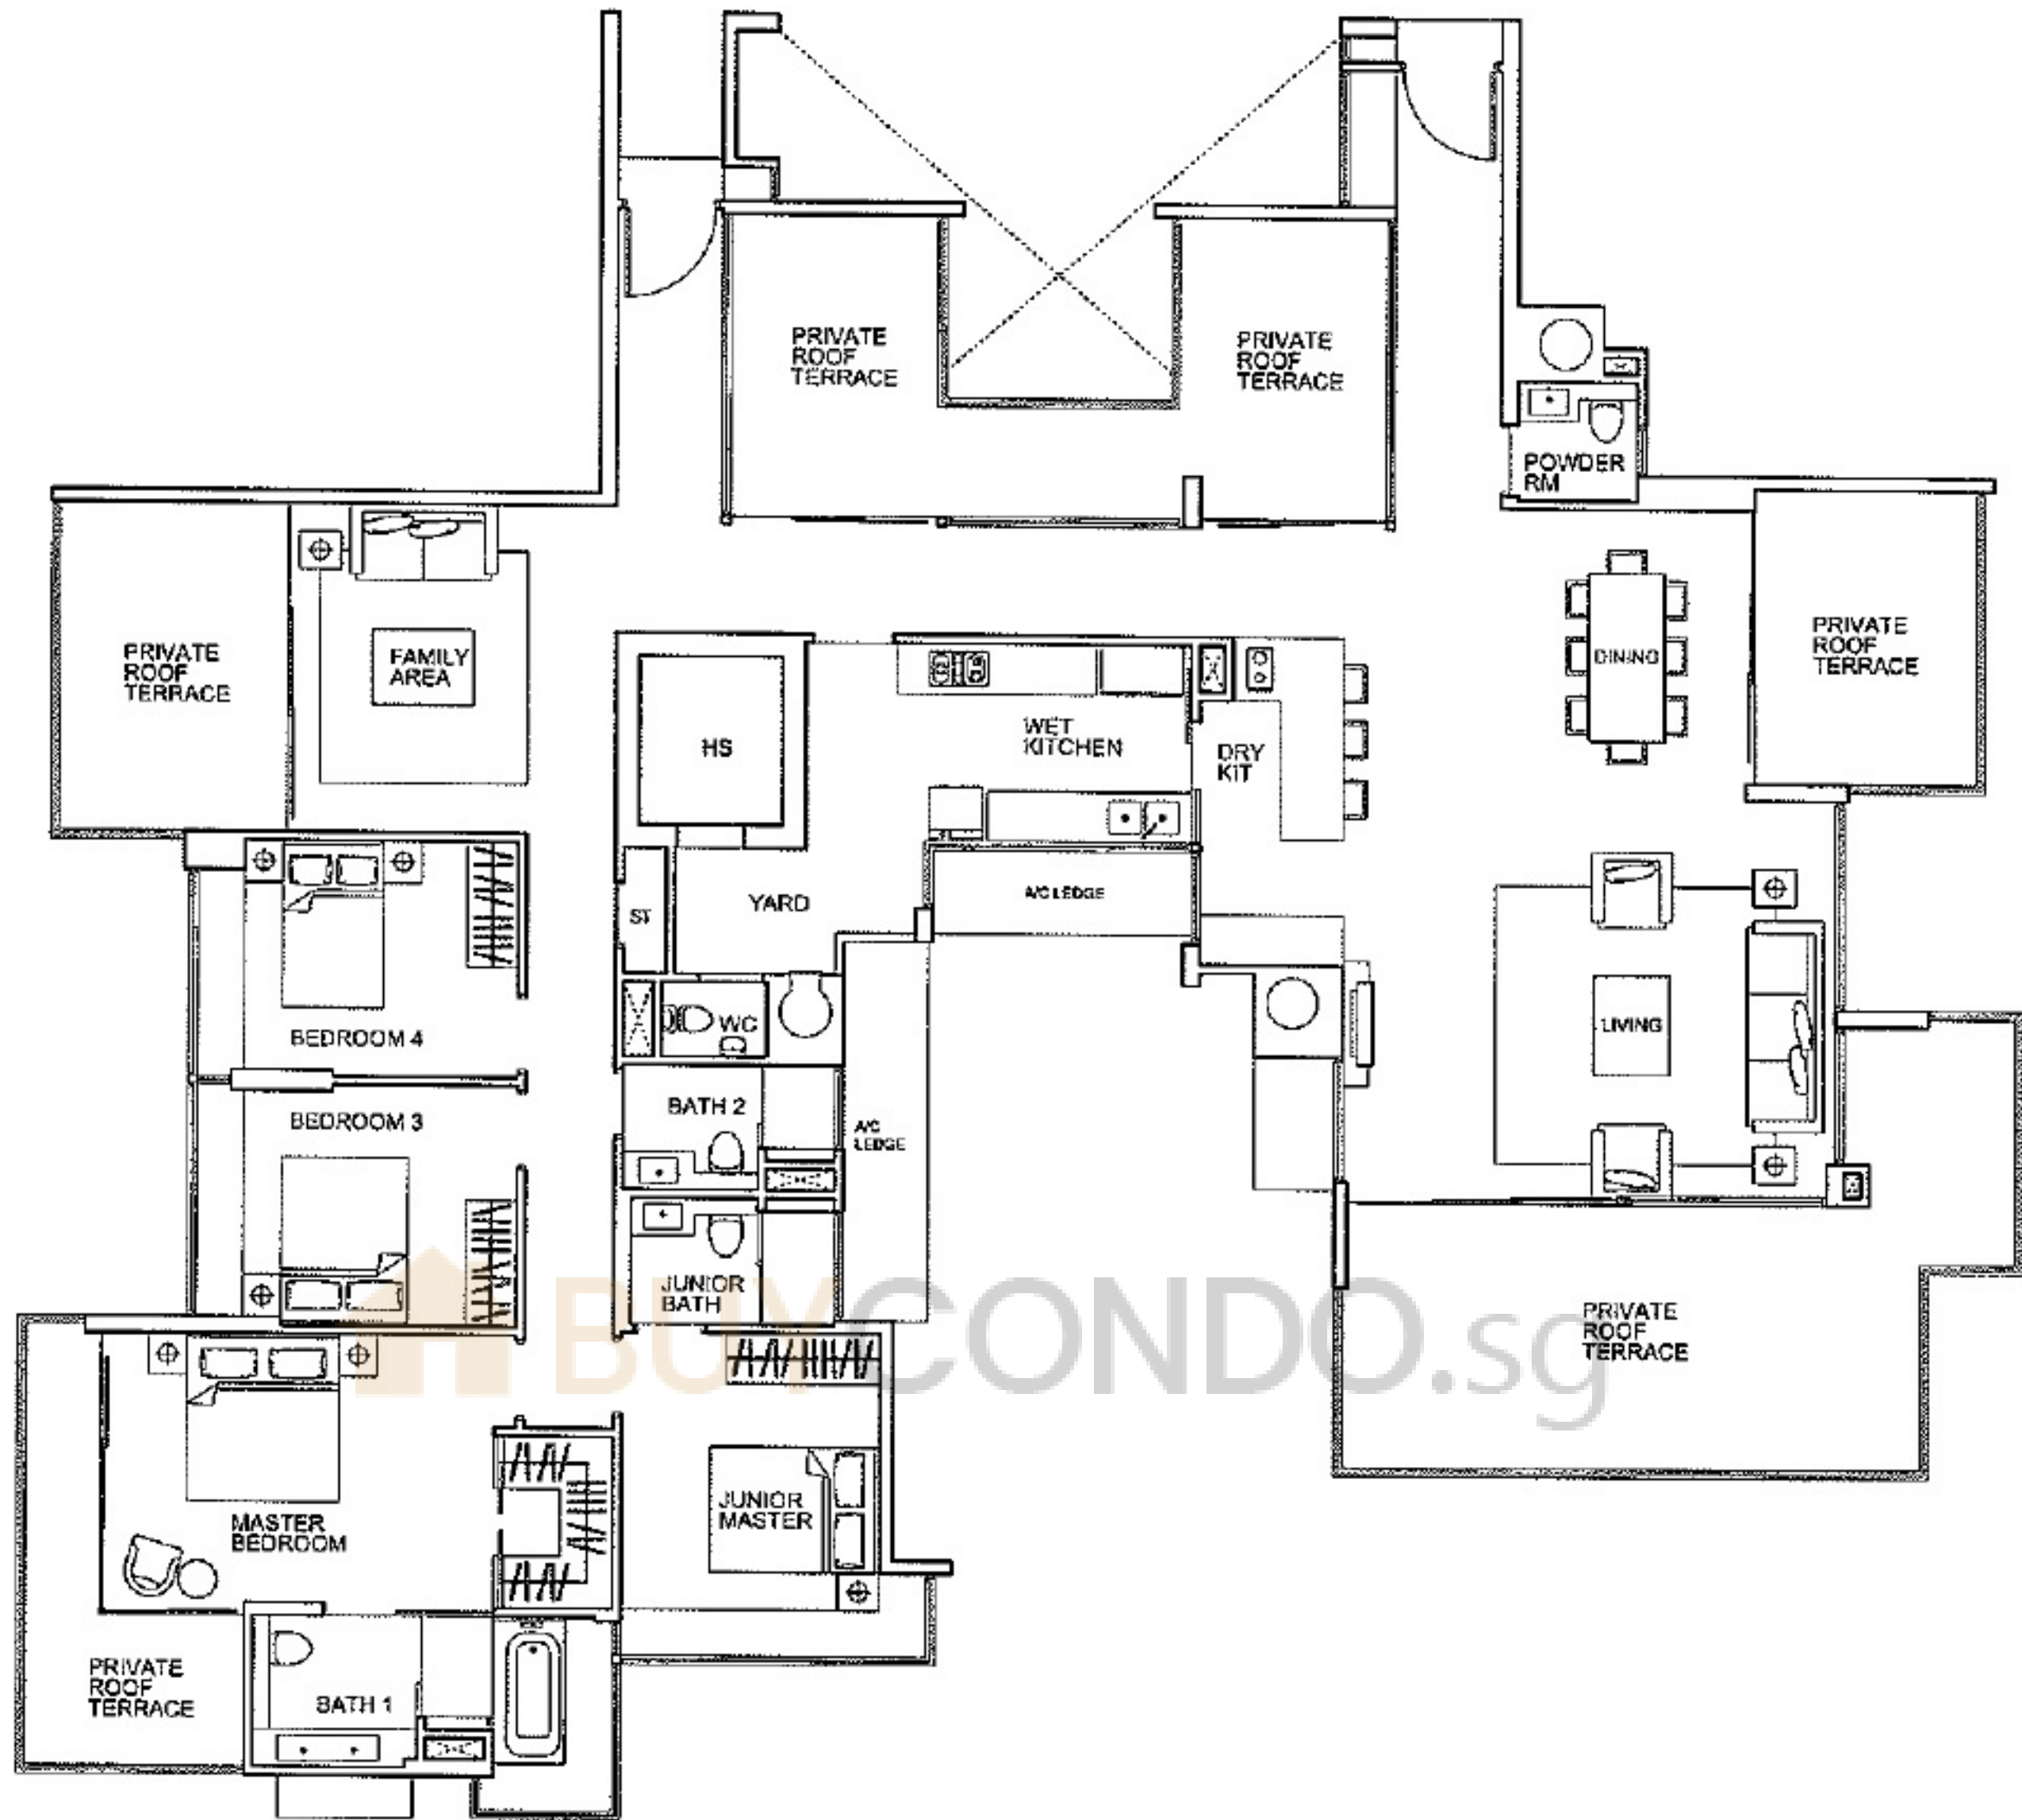 PRIVATE
ROOF
TERRACE
PRIVATE
ROOF
TERRACE
POWDER
RM
PRIVATE
ROOF
TERRACE
FAMILY
AREA
HS
WET
KITCHEN
DRY
KIT
DINING
PRIVATE
ROOF
TERRACE
ST
YARD
A/C LEDGE
WC
BEDROOM 4
LIVING
BEDROOM 3
BATH 2
A/C
LEDGE
JUNIOR
BATH
BUYCONDO.sg
PRIVATE
ROOF
TERRACE
MASTER
BEDROOM
JUNIOR
MASTER
PRIVATE
ROOF
TERRACE
BATH 1